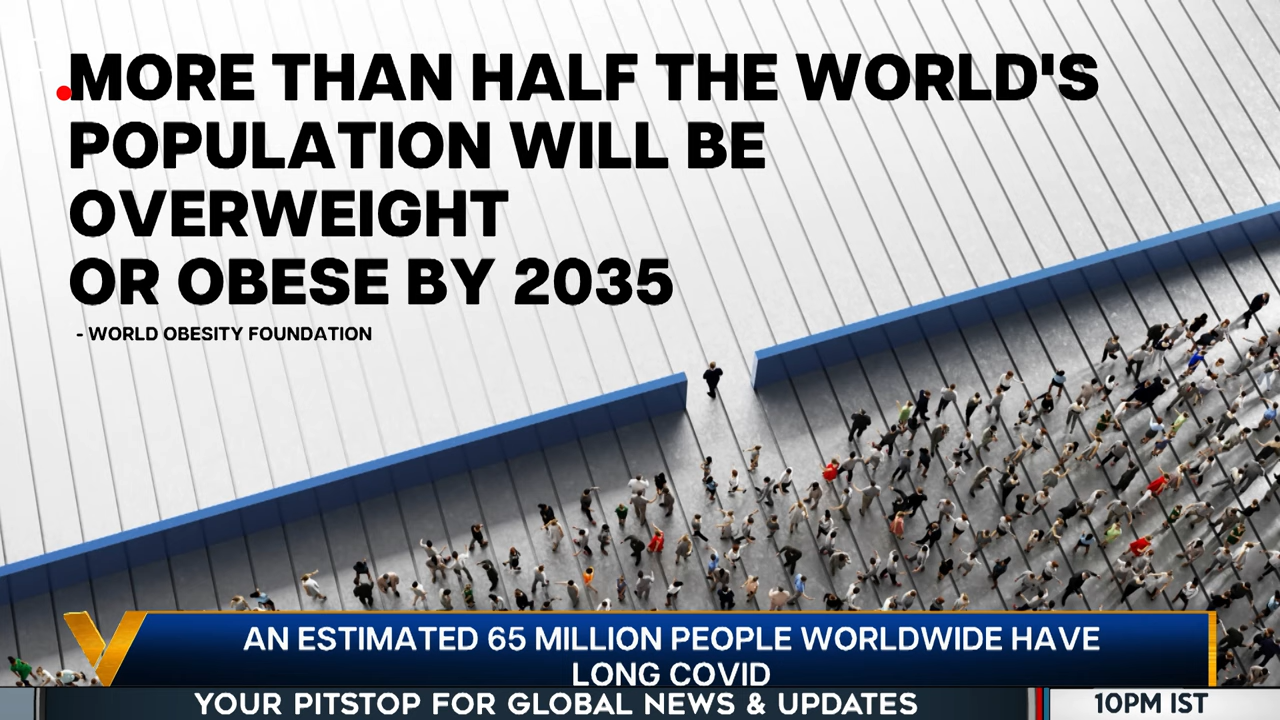 MORE THAN HALF THE WORLD'S
POPULATION WILL BE
OVERWEIGHT
OR OBESE BY 2035
- WORLD OBESITY FOUNDATION
AN ESTIMATED 65 MILLION PEOPLE WORLDWIDE HAVE
LONG COVID
YOUR PITSTOP FOR GLOBAL NEWS & UPDATES
10PM IST